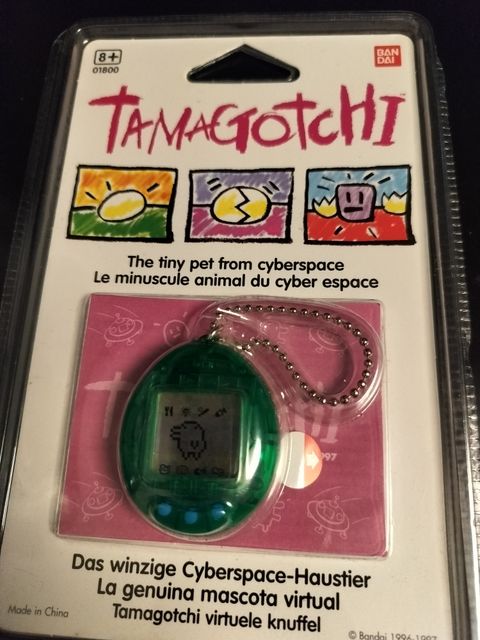 8+
01800
BAN
DAI
TAMAGOTCHI
The tiny pet from cyberspace
Le minuscule animal du cyber espace
997
Das winzige Cyberspace-Haustier
La genuina mascota virtual
Tamagotchi virtuele knuffel
Made in China
© Bandai 1996-1997